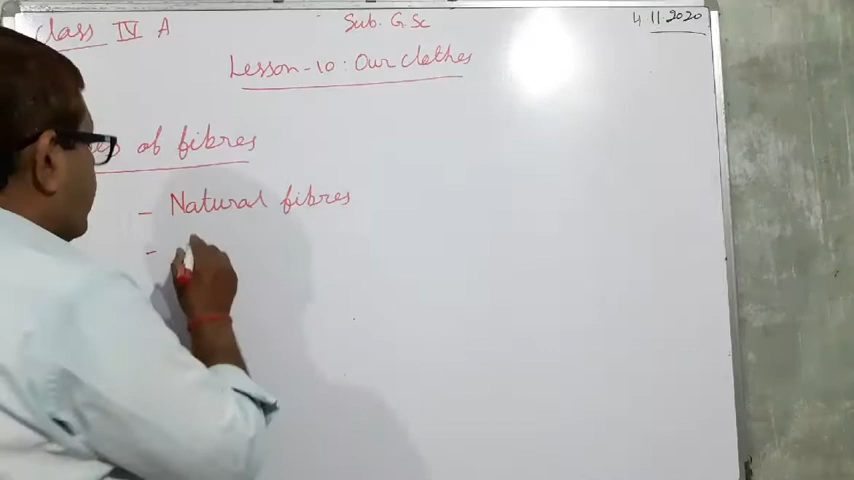 Class IV A
Sub. G.Sc
4.11.2020
Lesson-10: Our clothes
of fibres
- Natural fibres
-